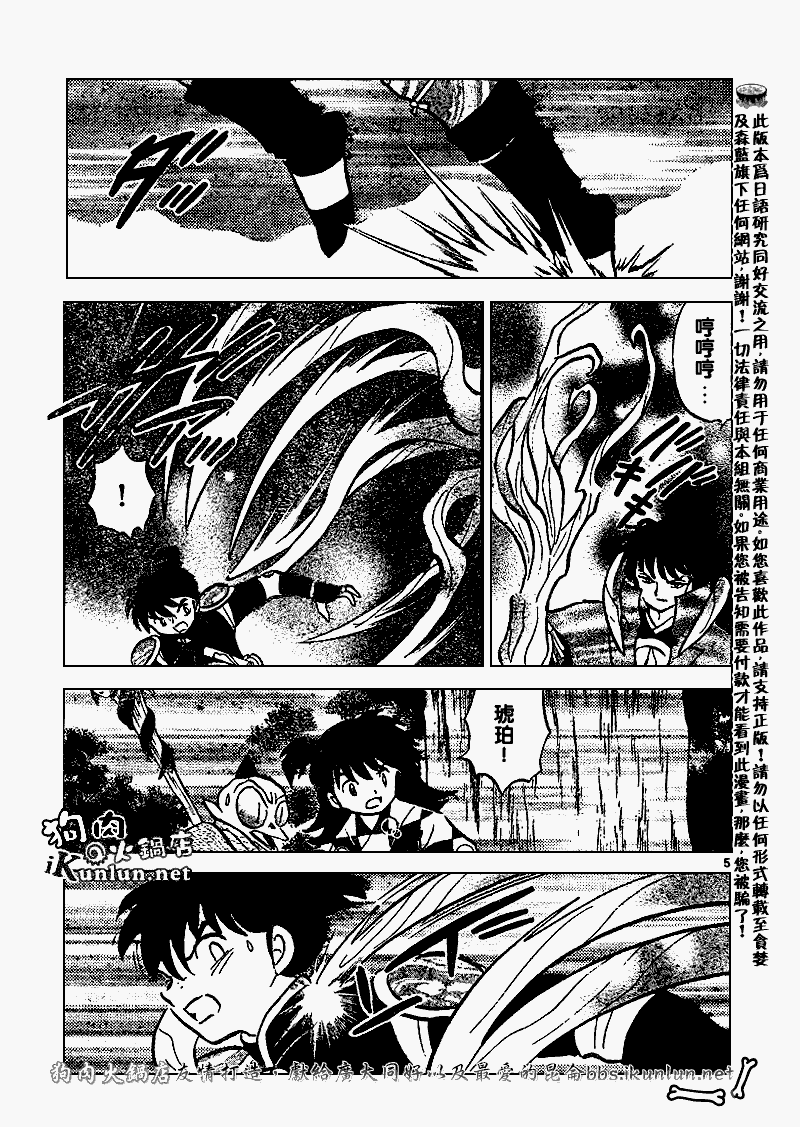 此版本爲日語研究同好交流之用,請勿用于任何商業用途。如您喜歡此作品,請支持正版!請勿以任何形式轉載至貪婪
及森藍旗下任何網站,謝謝!一切法律責任與本組無關。如果您被告知需要付款才能看到此漫畫,那麼,您被騙了!
ダッ
哼哼哼…
ギギ
!
琥珀!
5
狗肉火鍋店
iKunlun.net
狗肉火鍋店友情打造·獻給廣大同好以及最愛的昆侖bbs.ikunlun.net